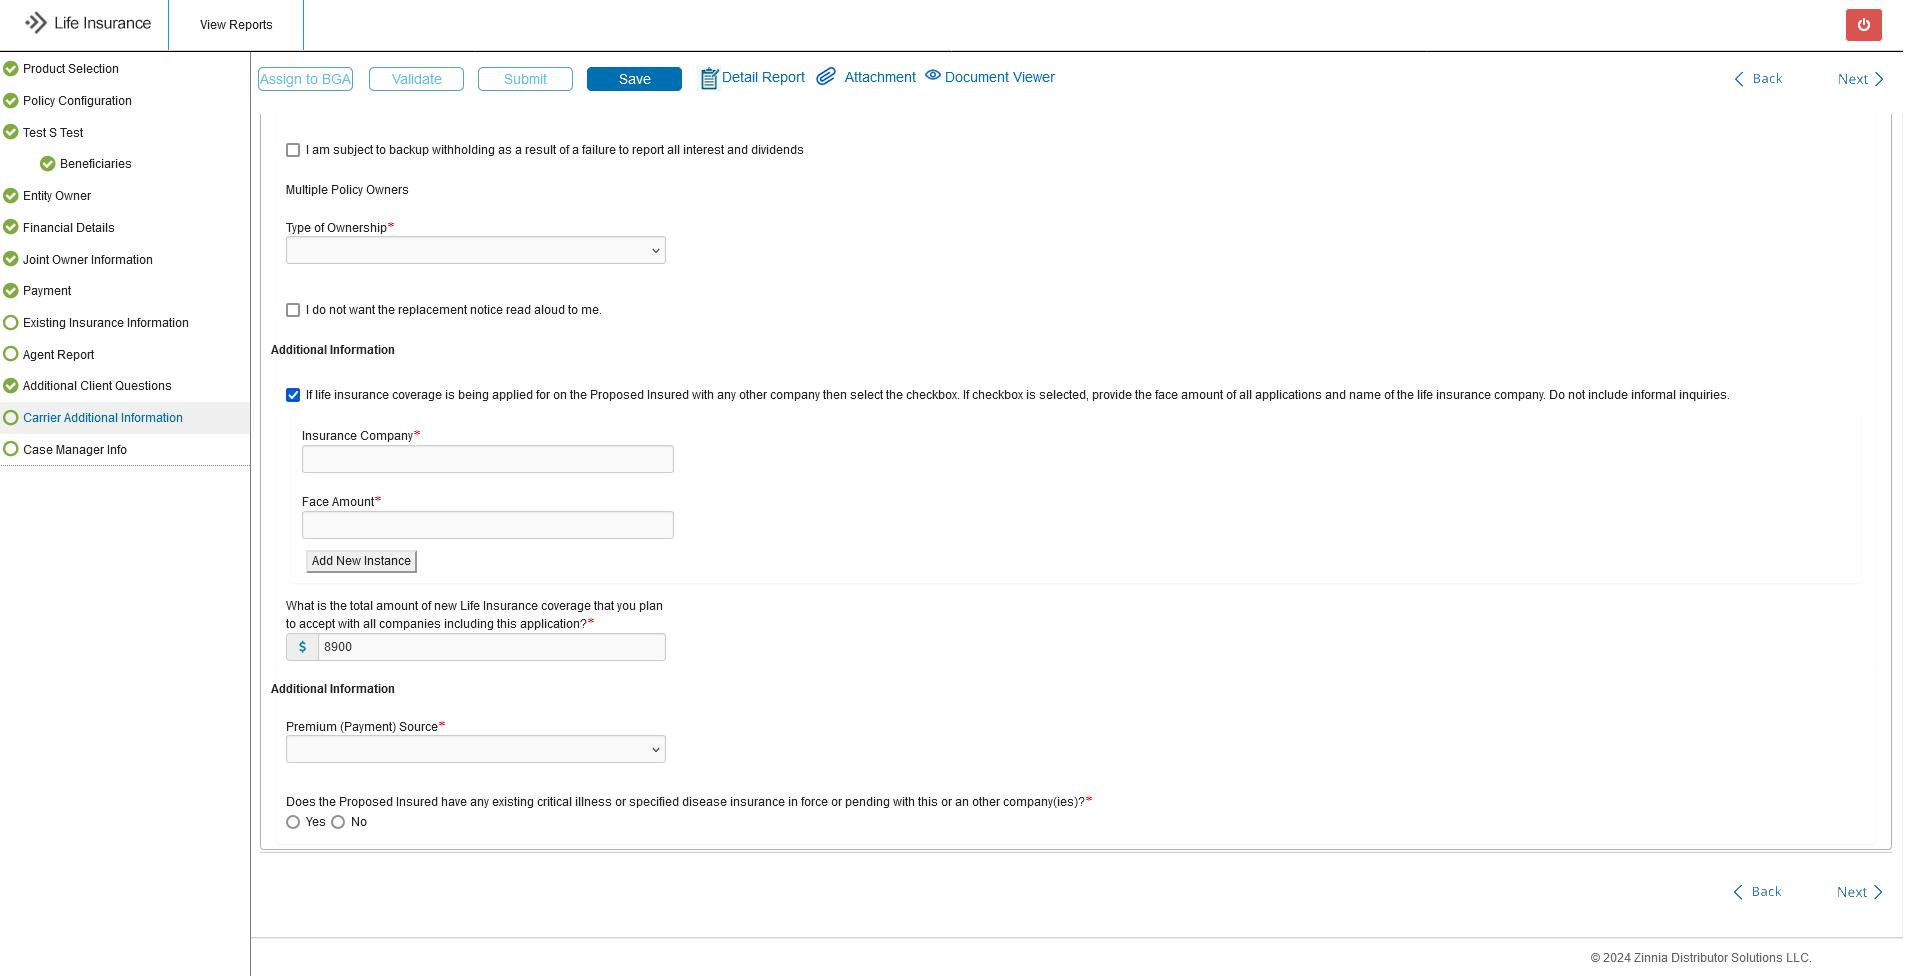 Life Insurance
View Reports
Product Selection
Policy Configuration
Test S Test
Beneficiaries
Entity Owner
Financial Details
Joint Owner Information
Payment
Existing Insurance Information
Agent Report
Additional Client Questions
Carrier Additional Information
Case Manager Info
Assign to BGA
Validate
Submit
Save
Detail Report
Attachment
Document Viewer
Back
Next
I am subject to backup withholding as a result of a failure to report all interest and dividends
Multiple Policy Owners
Type of Ownership*
I do not want the replacement notice read aloud to me.
Additional Information
If life insurance coverage is being applied for on the Proposed Insured with any other company then select the checkbox. If checkbox is selected, provide the face amount of all applications and name of the life insurance company. Do not include informal inquiries.
Insurance Company*
Face Amount*
Add New Instance
What is the total amount of new Life Insurance coverage that you plan
to accept with all companies including this application?*
$ 8900
Additional Information
Premium (Payment) Source*
Does the Proposed Insured have any existing critical illness or specified disease insurance in force or pending with this or an other company(ies)?*
Yes No
Back
Next
© 2024 Zinnia Distributor Solutions LLC.